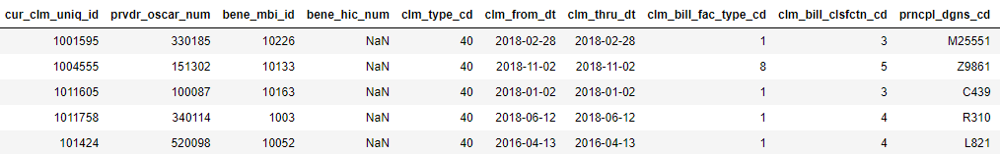 cur_clm_uniq_id prvdr_oscar_num bene_mbi_id bene_hic_num clm_type_cd clm_from_dt clm_thru_dt clm_bill_fac_type_cd clm_bill_clsfctn_cd prncpl_dgns_cd
1001595 330185 10226 NaN 40 2018-02-28 2018-02-28 1 3 M25551
1004555 151302 10133 NaN 40 2018-11-02 2018-11-02 8 5 Z9861
1011605 100087 10163 NaN 40 2018-01-02 2018-01-02 1 3 C439
1011758 340114 1003 NaN 40 2018-06-12 2018-06-12 1 4 R310
101424 520098 10052 NaN 40 2016-04-13 2016-04-13 1 4 L821